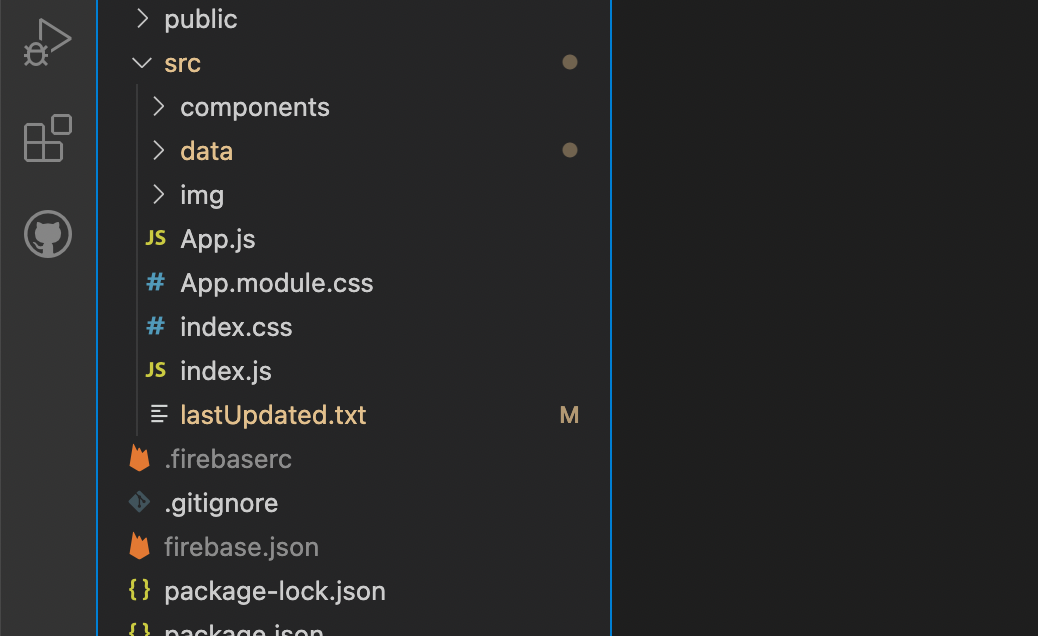 public
src
components
data
img
JS App.js
# App.module.css
# index.css
JS index.js
lastUpdated.txt M
.firebaserc
.gitignore
firebase.json
{} package-lock.json
{} package.json